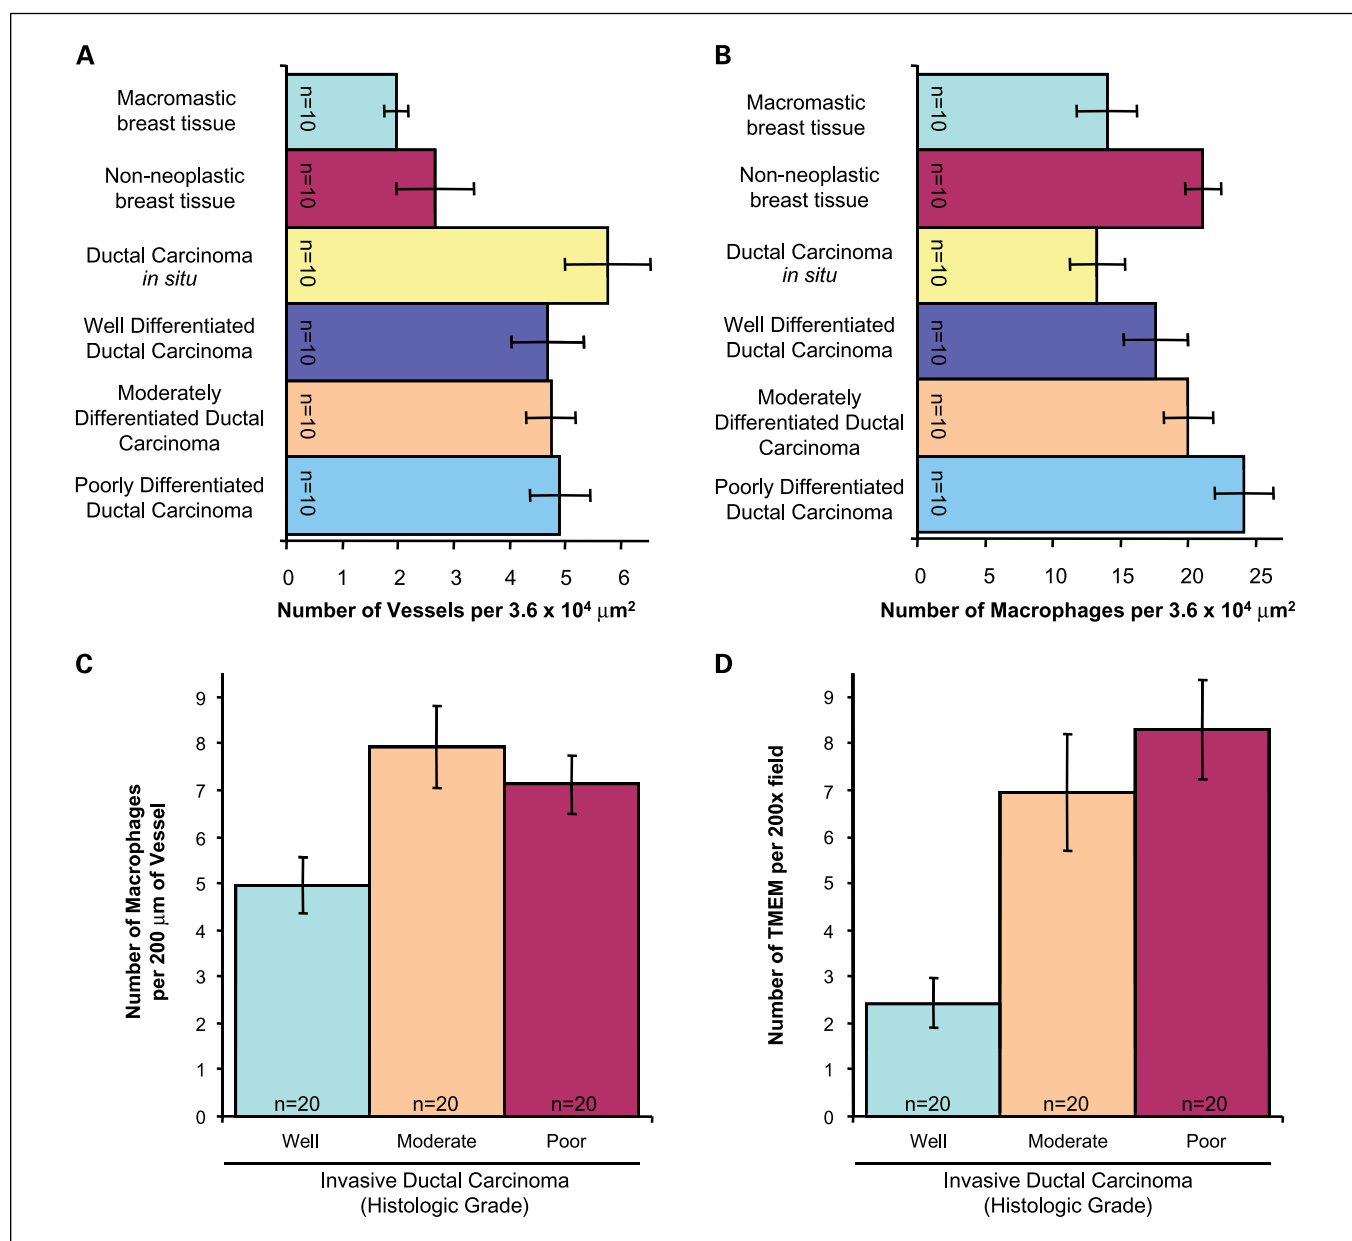 A
Macromastic
breast tissue
n=10
Non-neoplastic
breast tissue
n=10
Ductal Carcinoma
in situ
n=10
Well Differentiated
Ductal Carcinoma
n=10
Moderately
Differentiated Ductal
Carcinoma
n=10
Poorly Differentiated
Ductal Carcinoma
n=10
0 1 2 3 4 5 6
Number of Vessels per 3.6 x 10⁴ μm²
B
Macromastic
breast tissue
n=10
Non-neoplastic
breast tissue
n=10
Ductal Carcinoma
in situ
n=10
Well Differentiated
Ductal Carcinoma
n=10
Moderately
Differentiated Ductal
Carcinoma
n=10
Poorly Differentiated
Ductal Carcinoma
n=10
0 5 10 15 20 25
Number of Macrophages per 3.6 x 10⁴ μm²
C
Number of Macrophages
per 200 μm of Vessel
9
8
7
6
5
4
3
2
1
0
n=20 n=20 n=20
Well Moderate Poor
Invasive Ductal Carcinoma
(Histologic Grade)
D
Number of TMEM per 200x field
9
8
7
6
5
4
3
2
1
0
n=20 n=20 n=20
Well Moderate Poor
Invasive Ductal Carcinoma
(Histologic Grade)